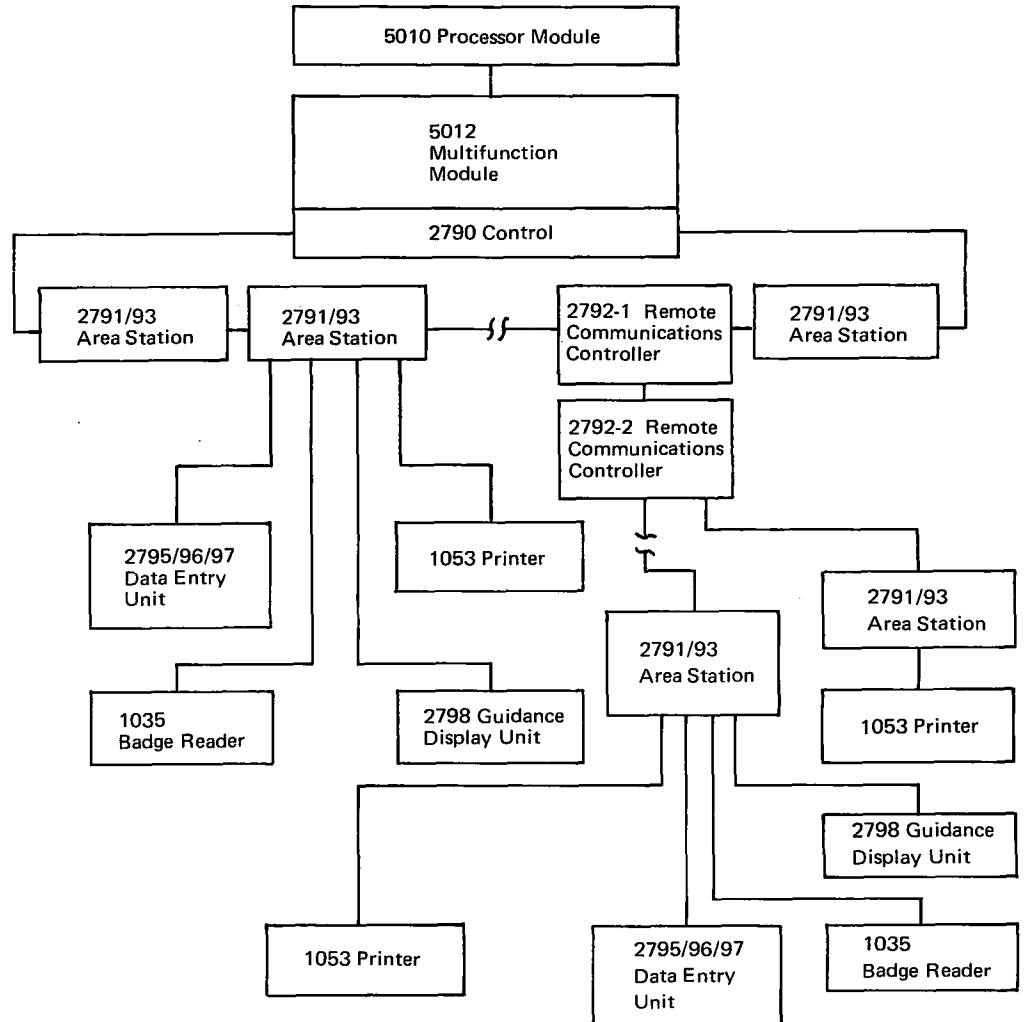 5010 Processor Module
5012
Multifunction
Module
2790 Control
2791/93
Area Station
2791/93
Area Station
2792-1 Remote
Communications
Controller
2791/93
Area Station
2792-2 Remote
Communications
Controller
2795/96/97
Data Entry
Unit
1053 Printer
2791/93
Area Station
2791/93
Area Station
1035
Badge Reader
2798 Guidance
Display Unit
1053 Printer
2798 Guidance
Display Unit
1053 Printer
2795/96/97
Data Entry
Unit
1035
Badge Reader